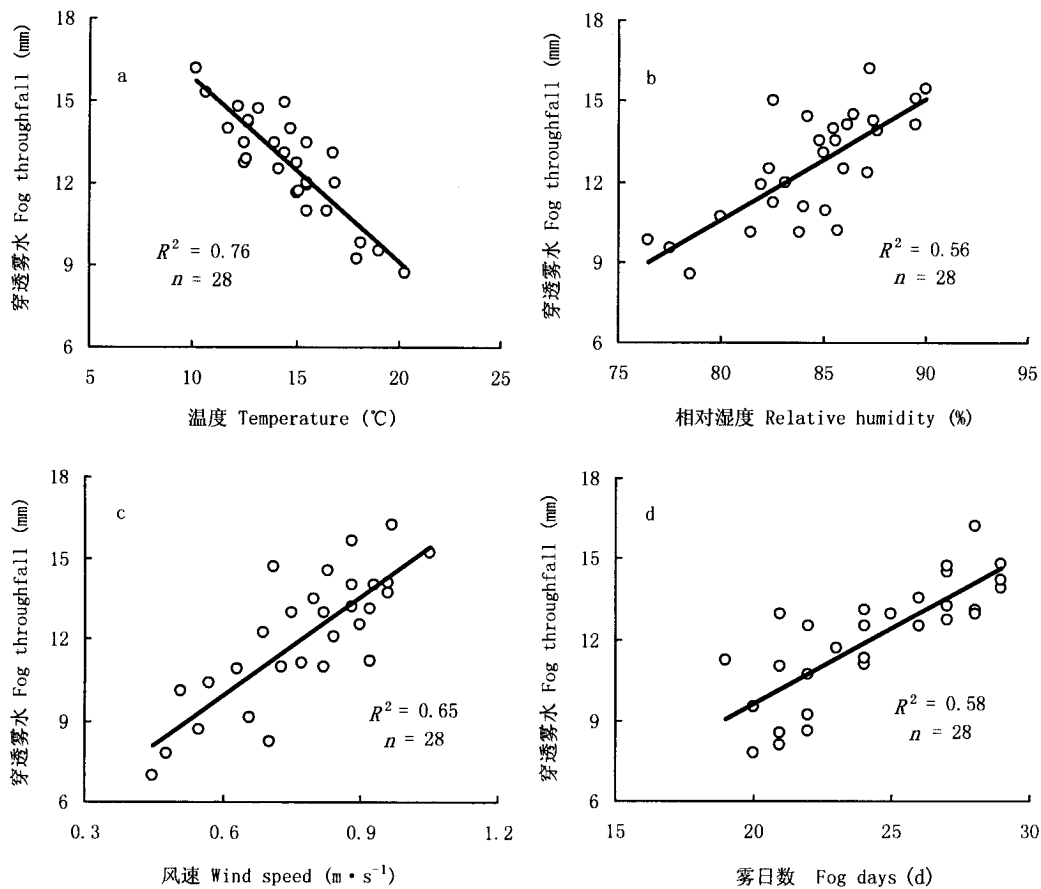 18
15
12
9
6
穿透雾水 Fog throughfall (mm)
a
R² = 0.76
n = 28
5 10 15 20 25
温度 Temperature (℃)
18
15
12
9
6
穿透雾水 Fog throughfall (mm)
b
R² = 0.56
n = 28
75 80 85 90 95
相对湿度 Relative humidity (%)
18
15
12
9
6
穿透雾水 Fog throughfall (mm)
c
R² = 0.65
n = 28
0.3 0.6 0.9 1.2
风速 Wind speed (m·s⁻¹)
18
15
12
9
6
穿透雾水 Fog throughfall (mm)
d
R² = 0.58
n = 28
15 20 25 30
雾日数 Fog days (d)